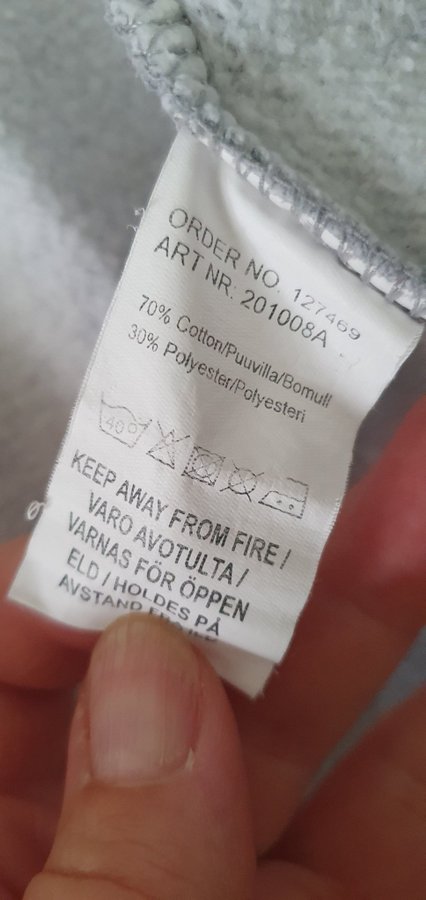 ORDER NO. 127469
ART NR. 201008A
70% Cotton/Puuvilla/Bomull
30% Polyester/Polyesteri
40
KEEP AWAY FROM FIRE /
VARO AVOTULTA /
VARNAS FÖR ÖPPEN
ELD / HOLDES PÅ
AVSTAND